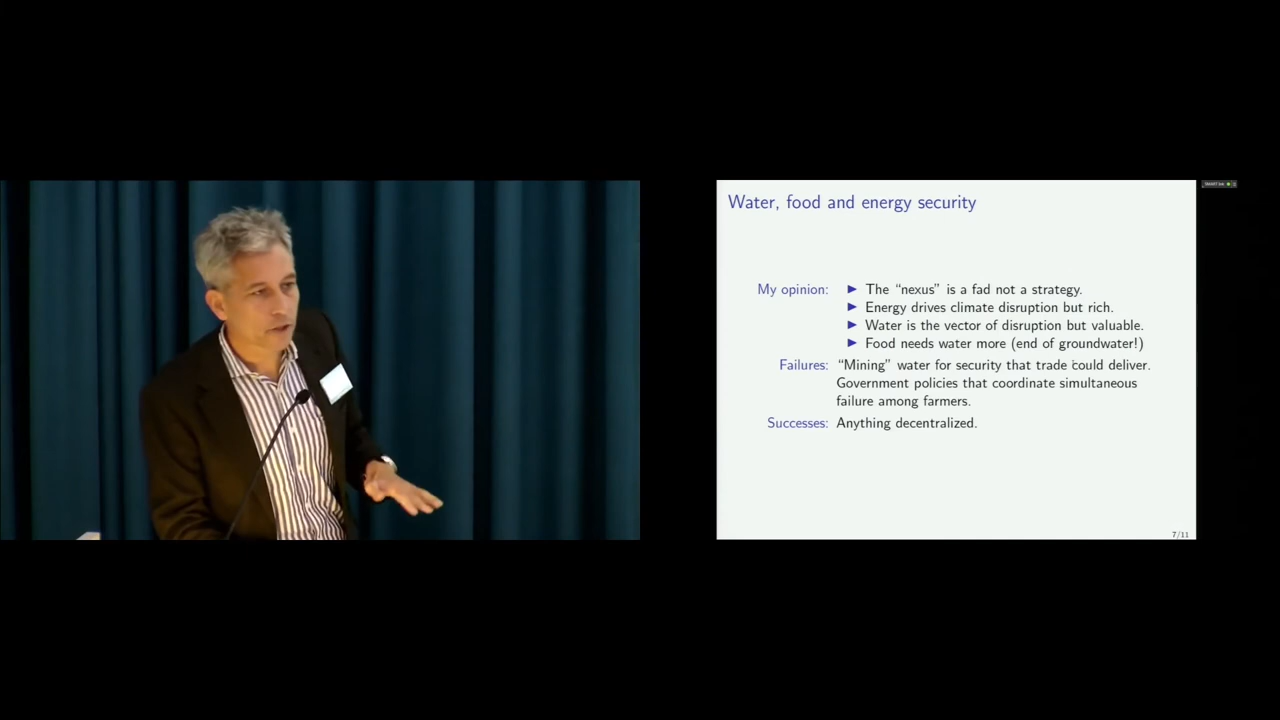 Water, food and energy security
My opinion: ▶ The “nexus” is a fad not a strategy.
▶ Energy drives climate disruption but rich.
▶ Water is the vector of disruption but valuable.
▶ Food needs water more (end of groundwater!)
Failures: “Mining” water for security that trade could deliver.
Government policies that coordinate simultaneous
failure among farmers.
Successes: Anything decentralized.
7/11